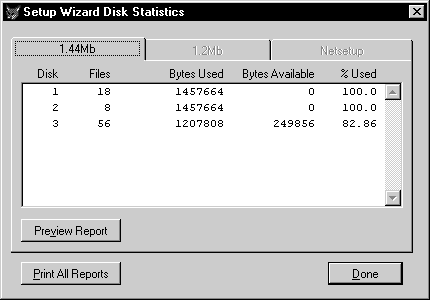 Setup Wizard Disk Statistics
1.44Mb 1.2Mb Netsetup
Disk Files Bytes Used Bytes Available % Used
1 18 1457664 0 100.0
2 8 1457664 0 100.0
3 56 1207808 249856 82.86
Preview Report
Print All Reports Done